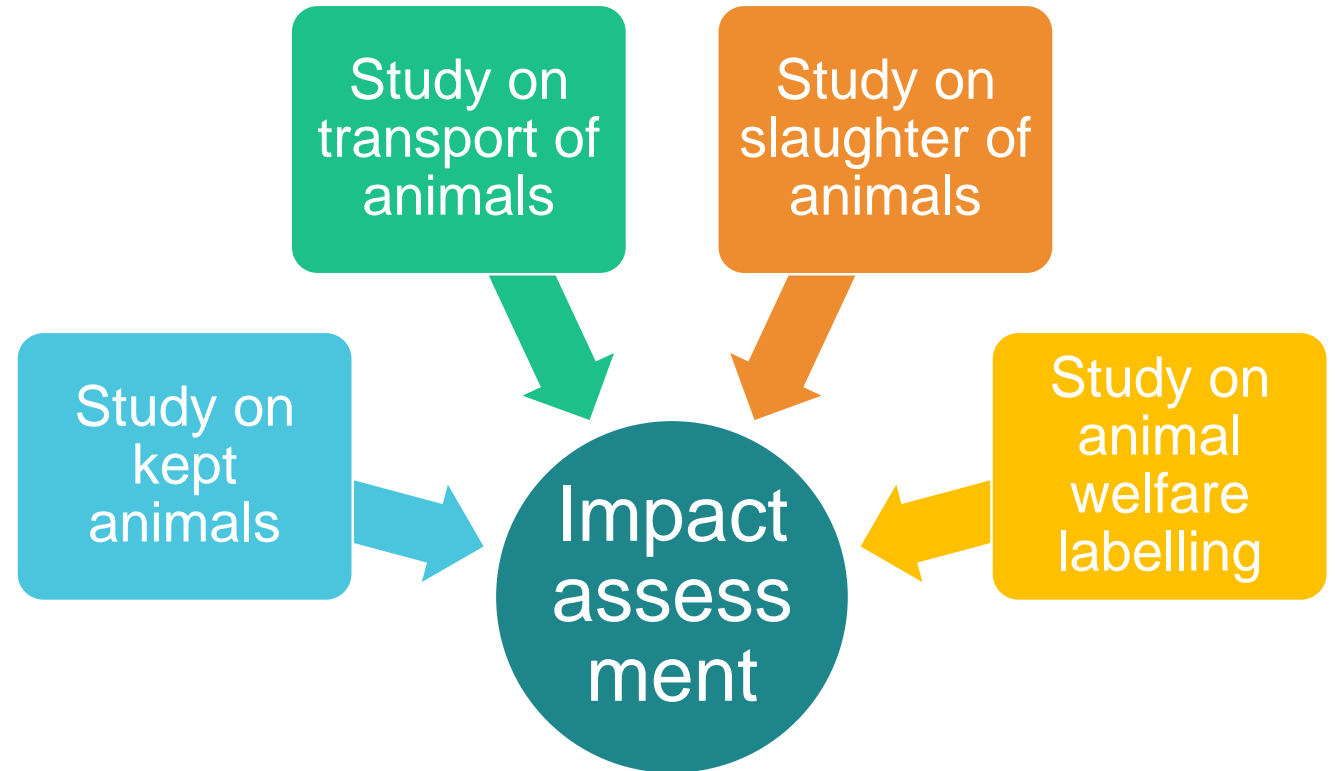 Study on
transport of
animals
Study on
slaughter of
animals
Study on
kept
animals
Study on
animal
welfare
labelling
Impact
assess
ment